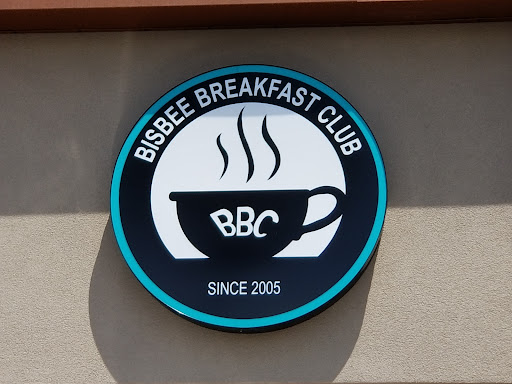 BISBEE BREAKFAST CLUB
BBC
SINCE 2005